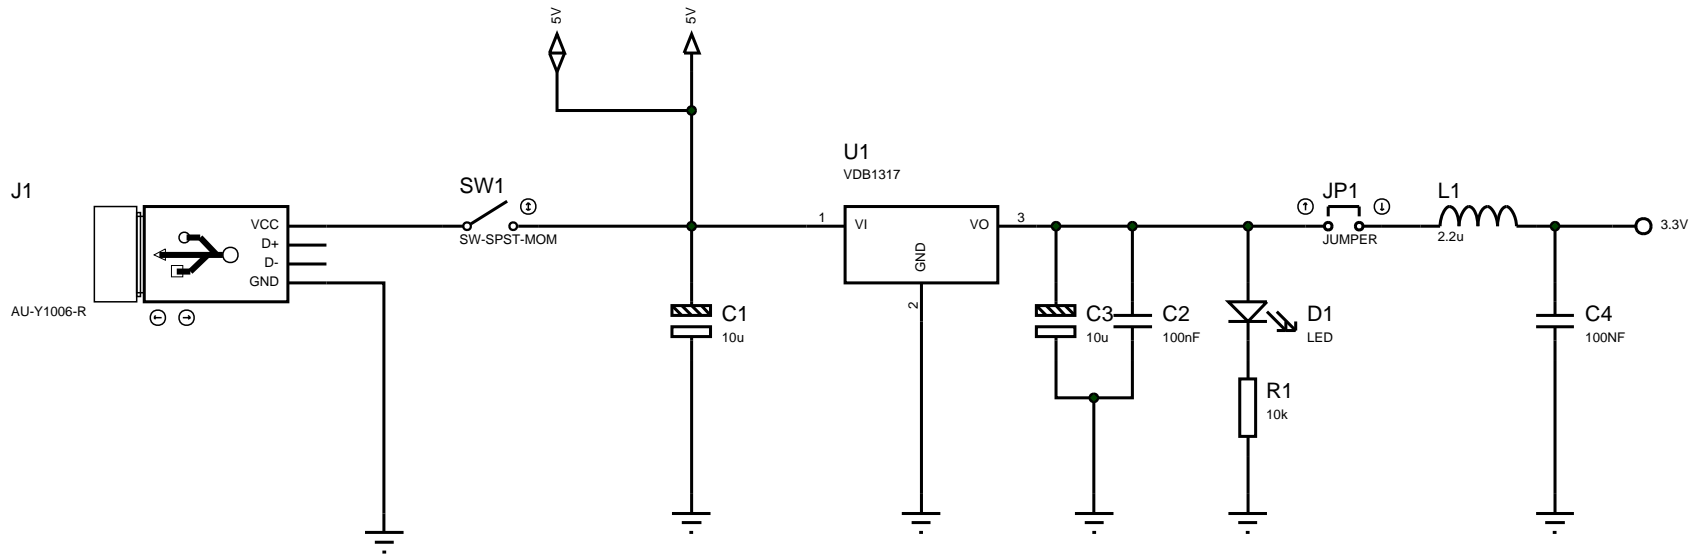 5V
5V
J1
AU-Y1006-R
VCC
D+
D-
GND
SW1
SW-SPST-MOM
U1
VDB1317
1
VI
VO
3
GND
2
C1
10u
C3
10u
C2
100nF
D1
LED
R1
10k
JP1
JUMPER
L1
2.2u
C4
100NF
3.3V